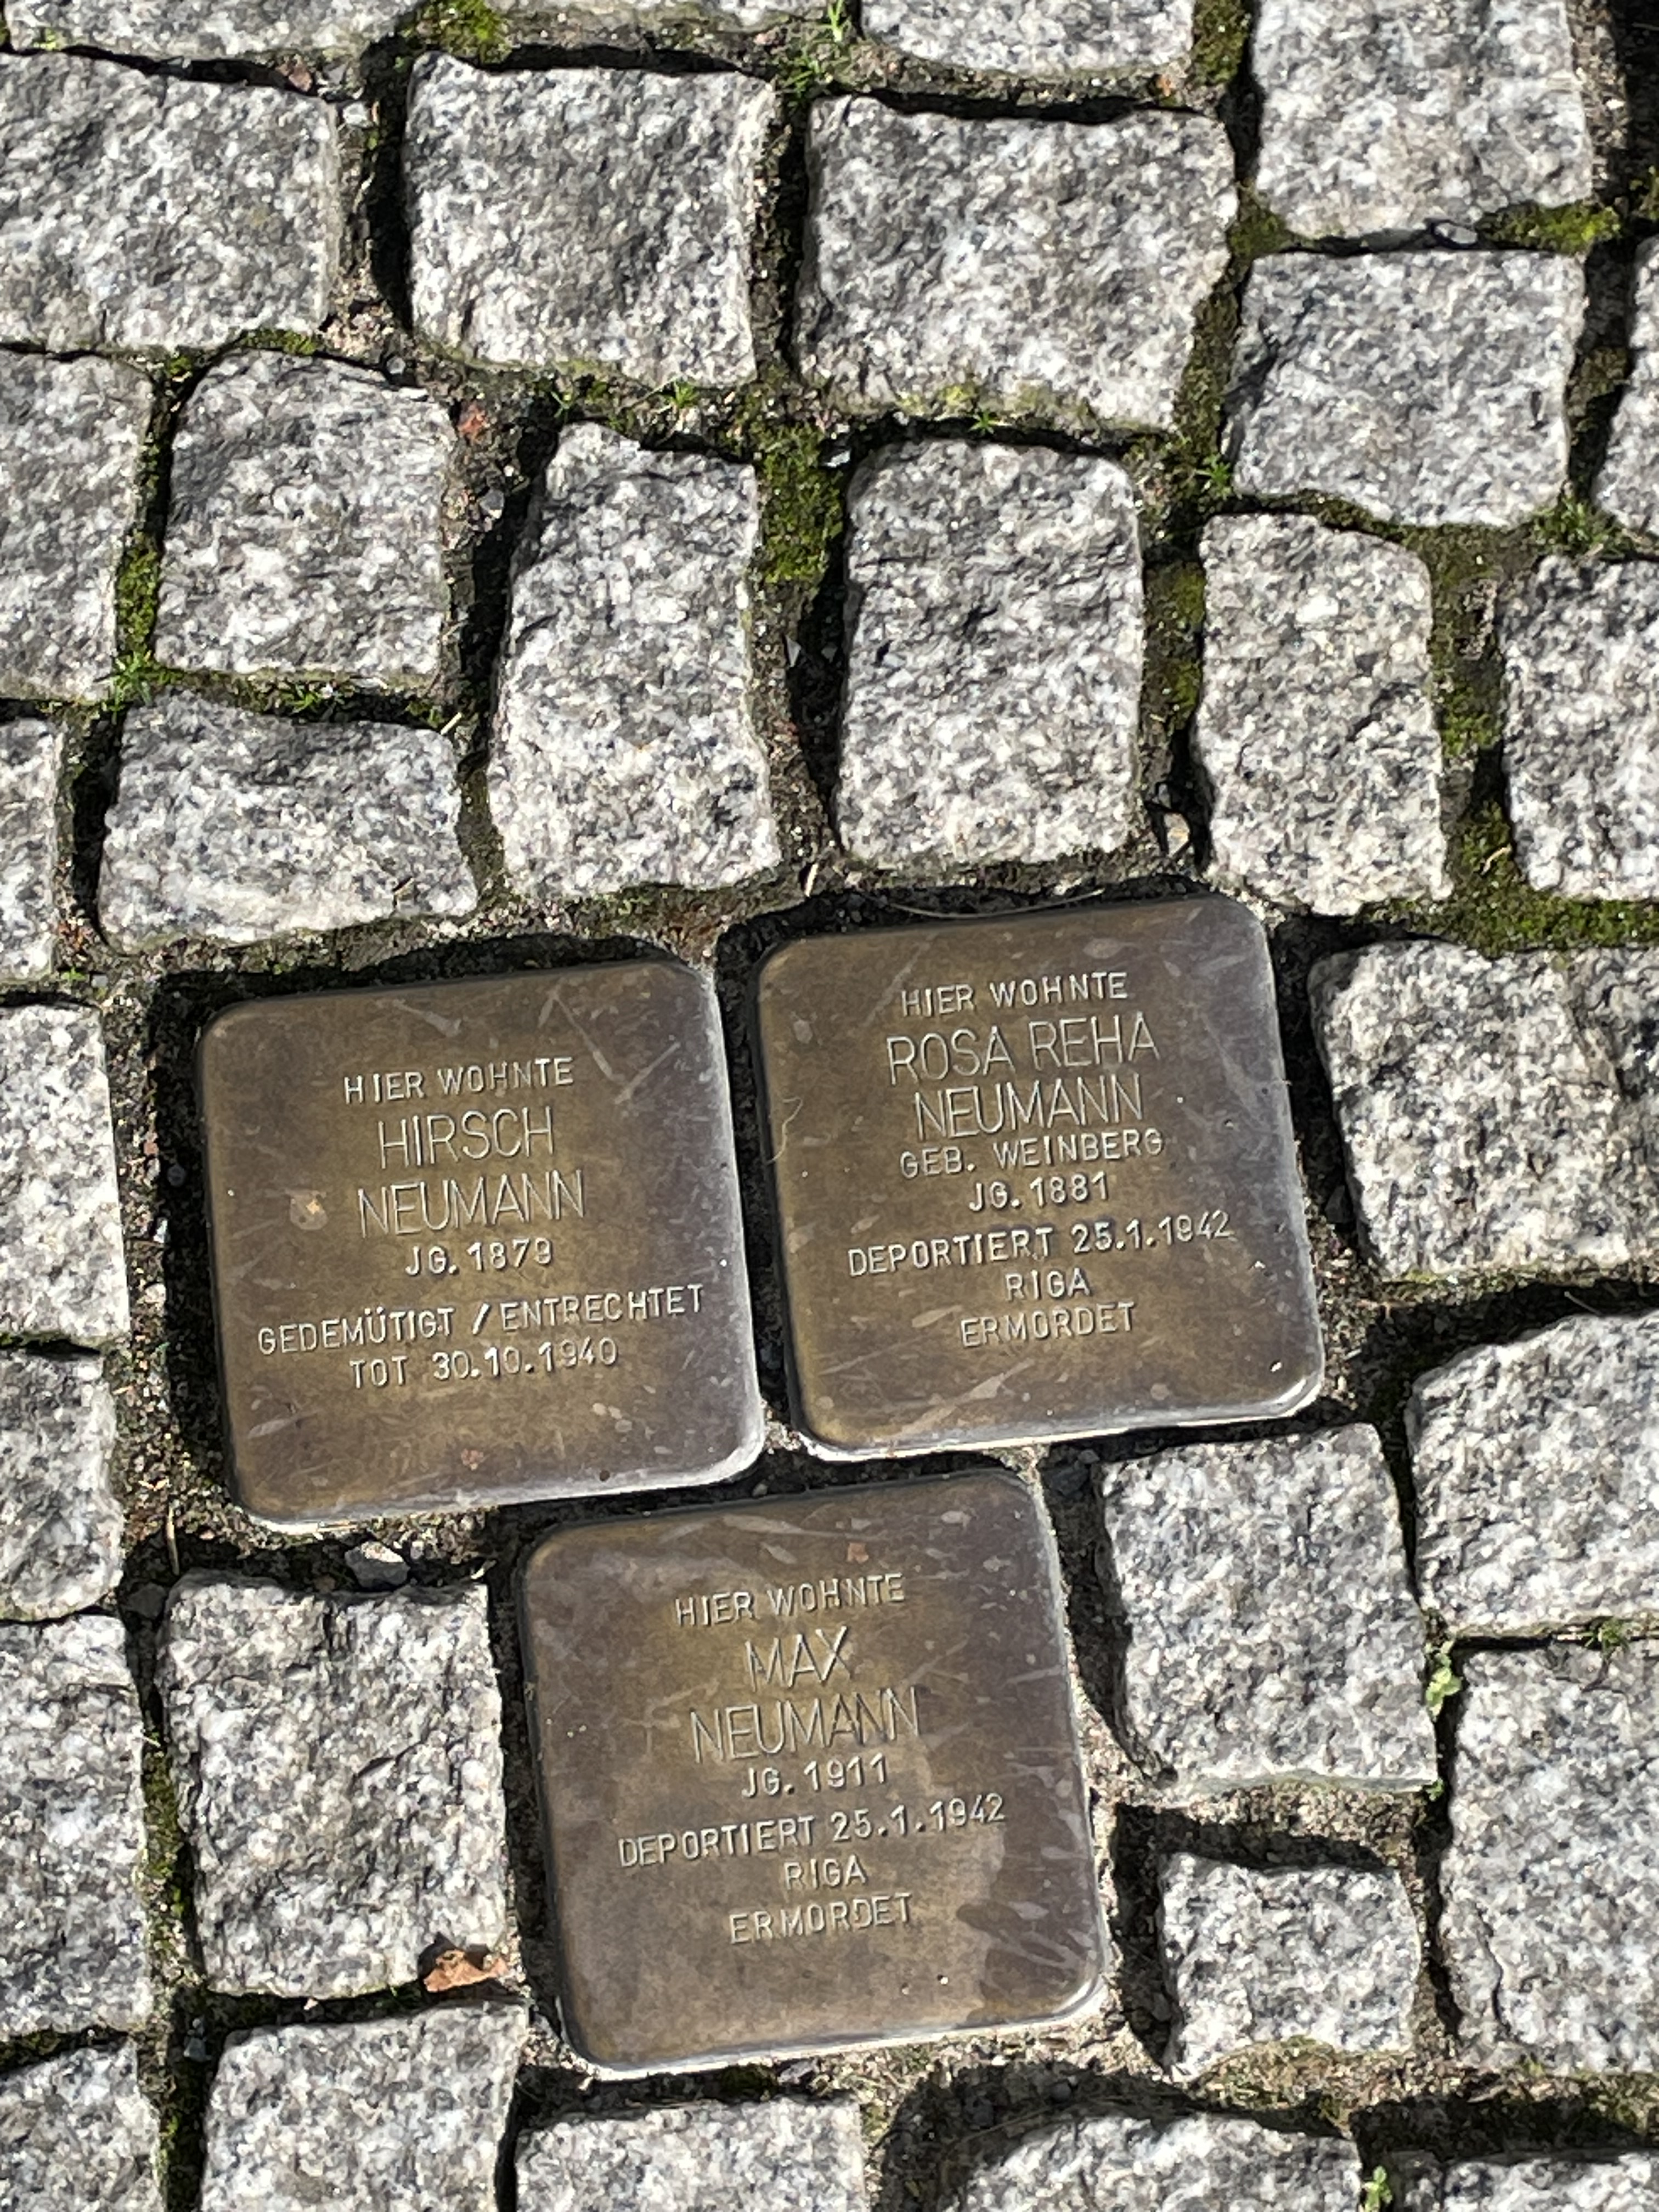 HIER WOHNTE
HIRSCH
NEUMANN
JG. 1879
GEDEMÜTIGT / ENTRECHTET
TOT 30.10.1940
HIER WOHNTE
ROSA REHA
NEUMANN
GEB. WEINBERG
JG. 1881
DEPORTIERT 25.1.1942
RIGA
ERMORDET
HIER WOHNTE
MAX
NEUMANN
JG. 1911
DEPORTIERT 25.1.1942
RIGA
ERMORDET